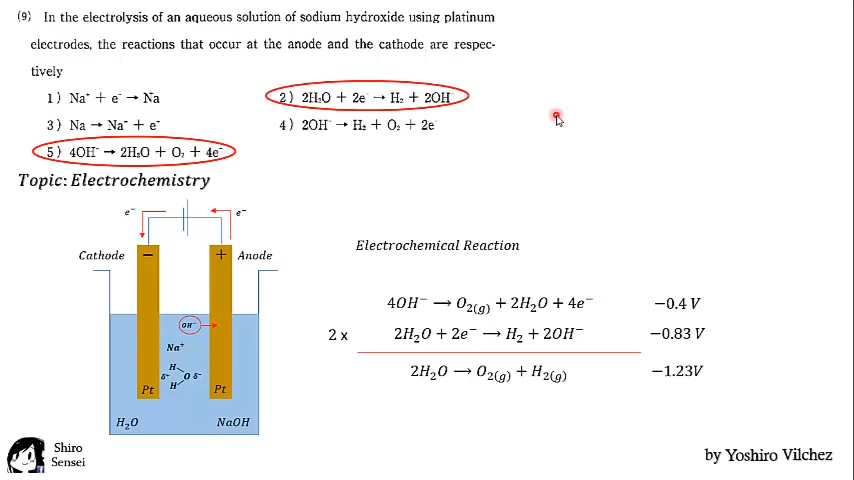 (9) In the electrolysis of an aqueous solution of sodium hydroxide using platinum
electrodes, the reactions that occur at the anode and the cathode are respec-
tively
1) Na⁺ + e⁻ → Na
2) 2H₂O + 2e⁻ → H₂ + 2OH⁻
3) Na → Na⁺ + e⁻
4) 2OH⁻ → H₂ + O₂ + 2e⁻
5) 4OH⁻ → 2H₂O + O₂ + 4e⁻
Topic: Electrochemistry
e⁻ e⁻
Cathode − + Anode
OH⁻
Na⁺
H
δ⁺ O δ⁻
H
Pt Pt
H₂O NaOH
Electrochemical Reaction
4OH⁻ → O₂(g) + 2H₂O + 4e⁻ −0.4 V
2 x 2H₂O + 2e⁻ → H₂ + 2OH⁻ −0.83 V
2H₂O → O₂(g) + H₂(g) −1.23V
Shiro
Sensei
by Yoshiro Vilchez